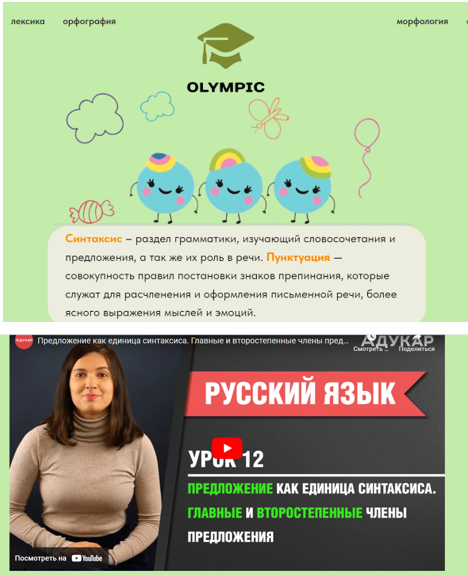 лексика орфография морфология
OLYMPIC
Синтаксис – раздел грамматики, изучающий словосочетания и
предложения, а так же их роль в речи. Пунктуация —
совокупность правил постановки знаков препинания, которые
служат для расчленения и оформления письменной речи, более
ясного выражения мыслей и эмоций.
АДУКАР Предложение как единица синтаксиса. Главные и второстепенные члены пред... АДУКАР
Смотреть ... Поделиться
РУССКИЙ ЯЗЫК
УРОК 12
ПРЕДЛОЖЕНИЕ КАК ЕДИНИЦА СИНТАКСИСА.
ГЛАВНЫЕ И ВТОРОСТЕПЕННЫЕ ЧЛЕНЫ
ПРЕДЛОЖЕНИЯ
Посмотреть на YouTube